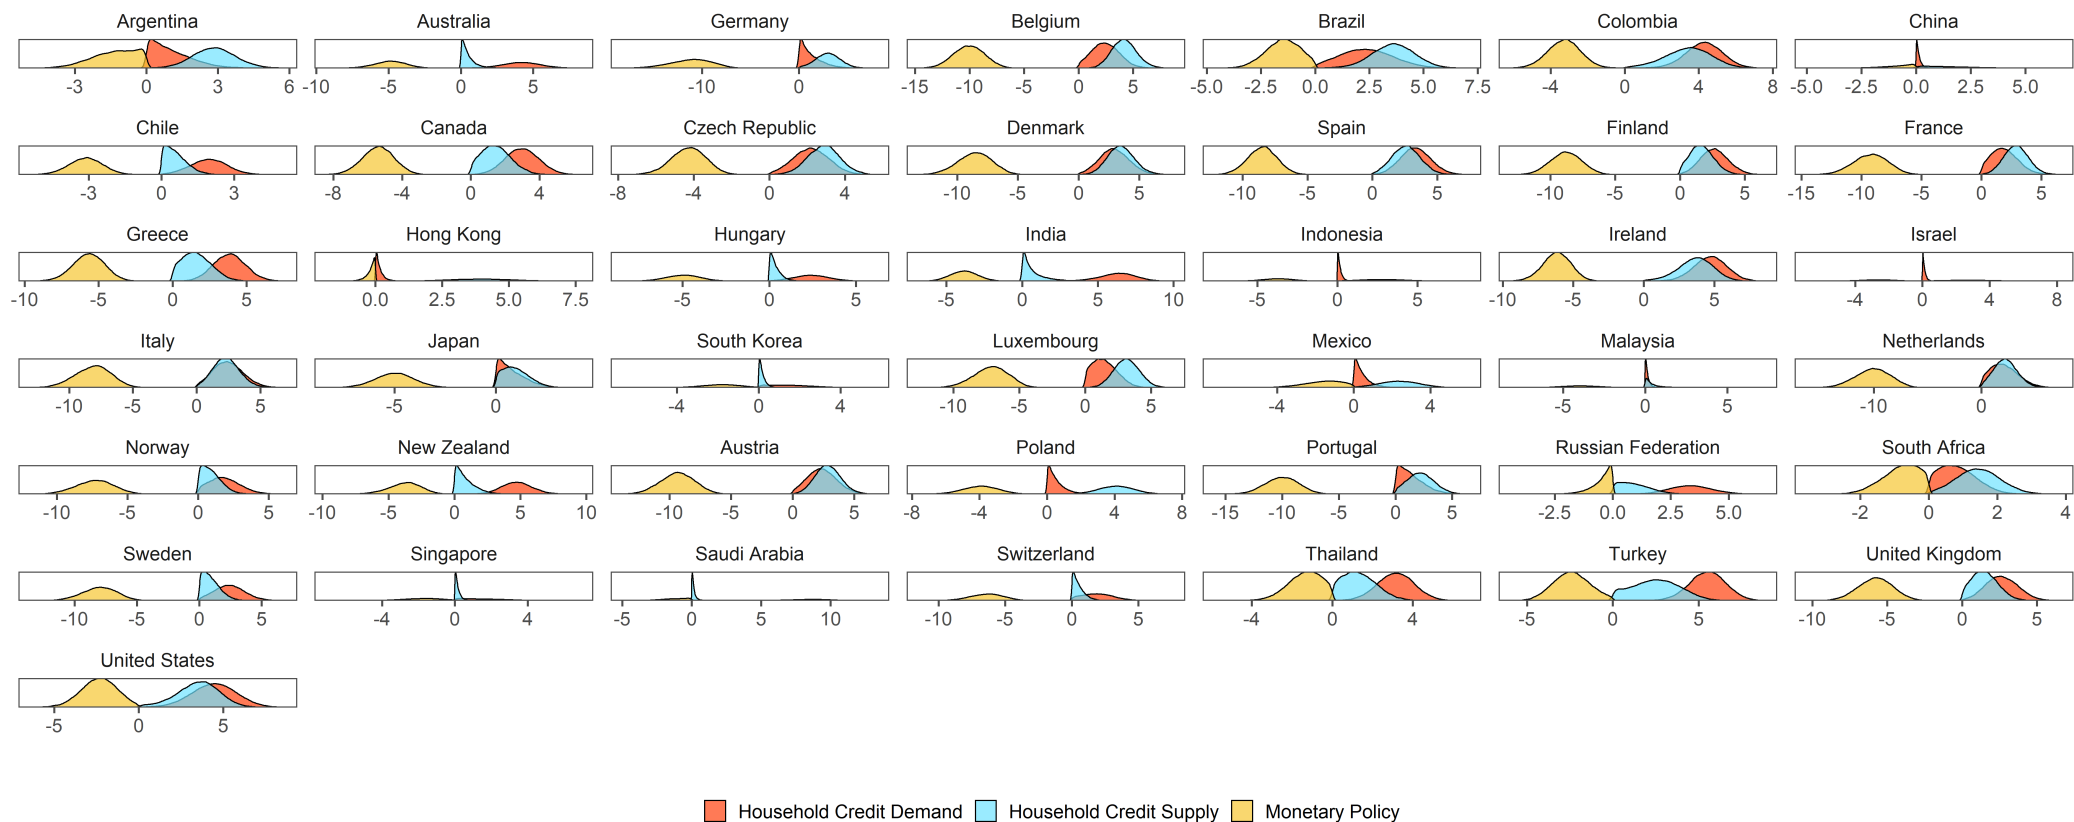 Argentina Australia Germany Belgium Brazil Colombia China
-3 0 3 6 -10 -5 0 5 -10 0 -15 -10 -5 0 5 -5.0 -2.5 0.0 2.5 5.0 7.5 -4 0 4 8 -5.0 -2.5 0.0 2.5 5.0
Chile Canada Czech Republic Denmark Spain Finland France
-3 0 3 -8 -4 0 4 -8 -4 0 4 -10 -5 0 5 -10 -5 0 5 -10 -5 0 5 -15 -10 -5 0 5
Greece Hong Kong Hungary India Indonesia Ireland Israel
-10 -5 0 5 0.0 2.5 5.0 7.5 -5 0 5 -5 0 5 10 -5 0 5 -10 -5 0 5 -4 0 4 8
Italy Japan South Korea Luxembourg Mexico Malaysia Netherlands
-10 -5 0 5 -5 0 -4 0 4 -10 -5 0 5 -4 0 4 -5 0 5 -10 0
Norway New Zealand Austria Poland Portugal Russian Federation South Africa
-10 -5 0 5 -10 -5 0 5 10 -10 -5 0 5 -8 -4 0 4 8 -15 -10 -5 0 5 -2.5 0.0 2.5 5.0 -2 0 2 4
Sweden Singapore Saudi Arabia Switzerland Thailand Turkey United Kingdom
-10 -5 0 5 -4 0 4 -5 0 5 10 -10 -5 0 5 -4 0 4 -5 0 5 -10 -5 0 5
United States
-5 0 5
Household Credit Demand Household Credit Supply Monetary Policy